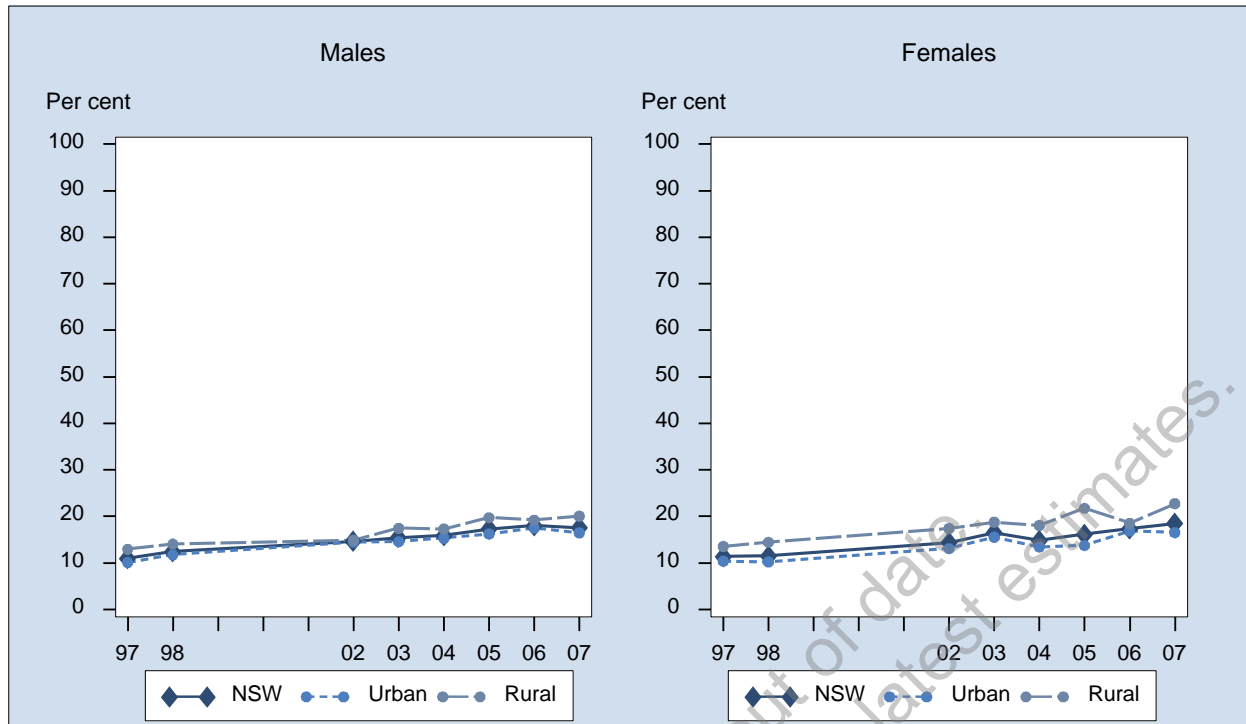 Males
Per cent
100
90
80
70
60
50
40
30
20
10
0
97 98 02 03 04 05 06 07
NSW Urban Rural
Females
Per cent
100
90
80
70
60
50
40
30
20
10
0
97 98 02 03 04 05 06 07
NSW Urban Rural
out of date.
latest estimates.